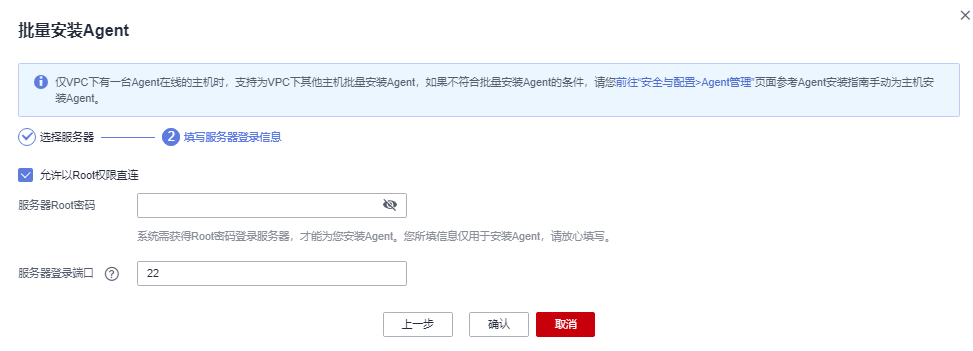 批量安装Agent
仅VPC下有一台Agent在线的主机时，支持为VPC下其他主机批量安装Agent，如果不符合批量安装Agent的条件，请您前往“安全与配置>Agent管理”页面参考Agent安装指南手动为主机安
装Agent。
选择服务器 2 填写服务器登录信息
允许以Root权限直连
服务器Root密码
系统需获得Root密码登录服务器，才能为您安装Agent。您所填信息仅用于安装Agent，请放心填写。
服务器登录端口 ? 22
上一步 确认 取消